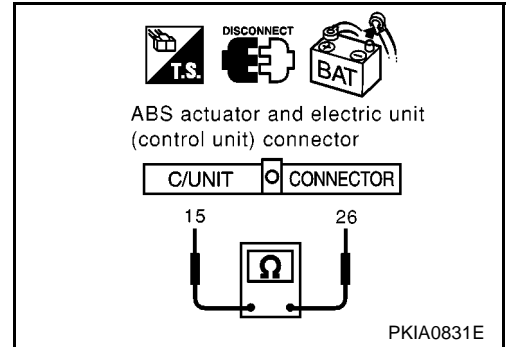 DISCONNECT
T.S.
BAT
ABS actuator and electric unit
(control unit) connector
C/UNIT CONNECTOR
15 26
Ω
PKIA0831E